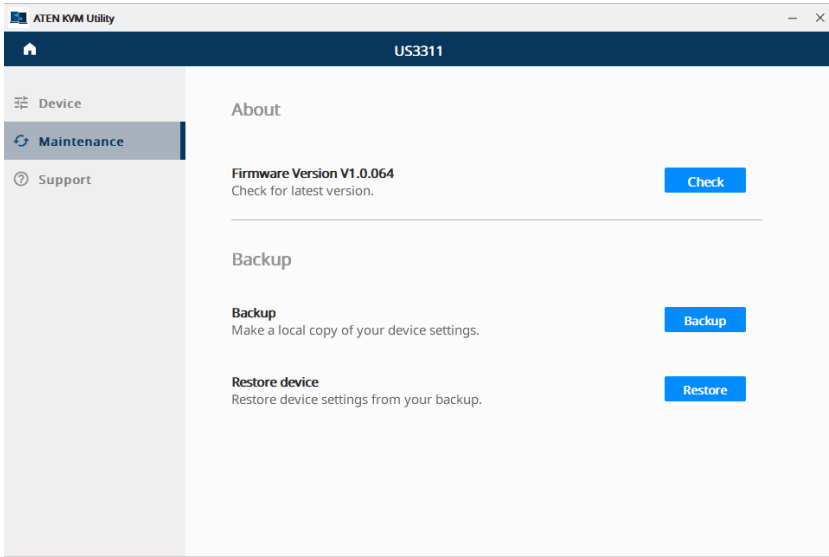 ATEN KVM Utility
US3311
Device
Maintenance
Support
About
Firmware Version V1.0.064
Check for latest version.
Check
Backup
Backup
Make a local copy of your device settings.
Backup
Restore device
Restore device settings from your backup.
Restore